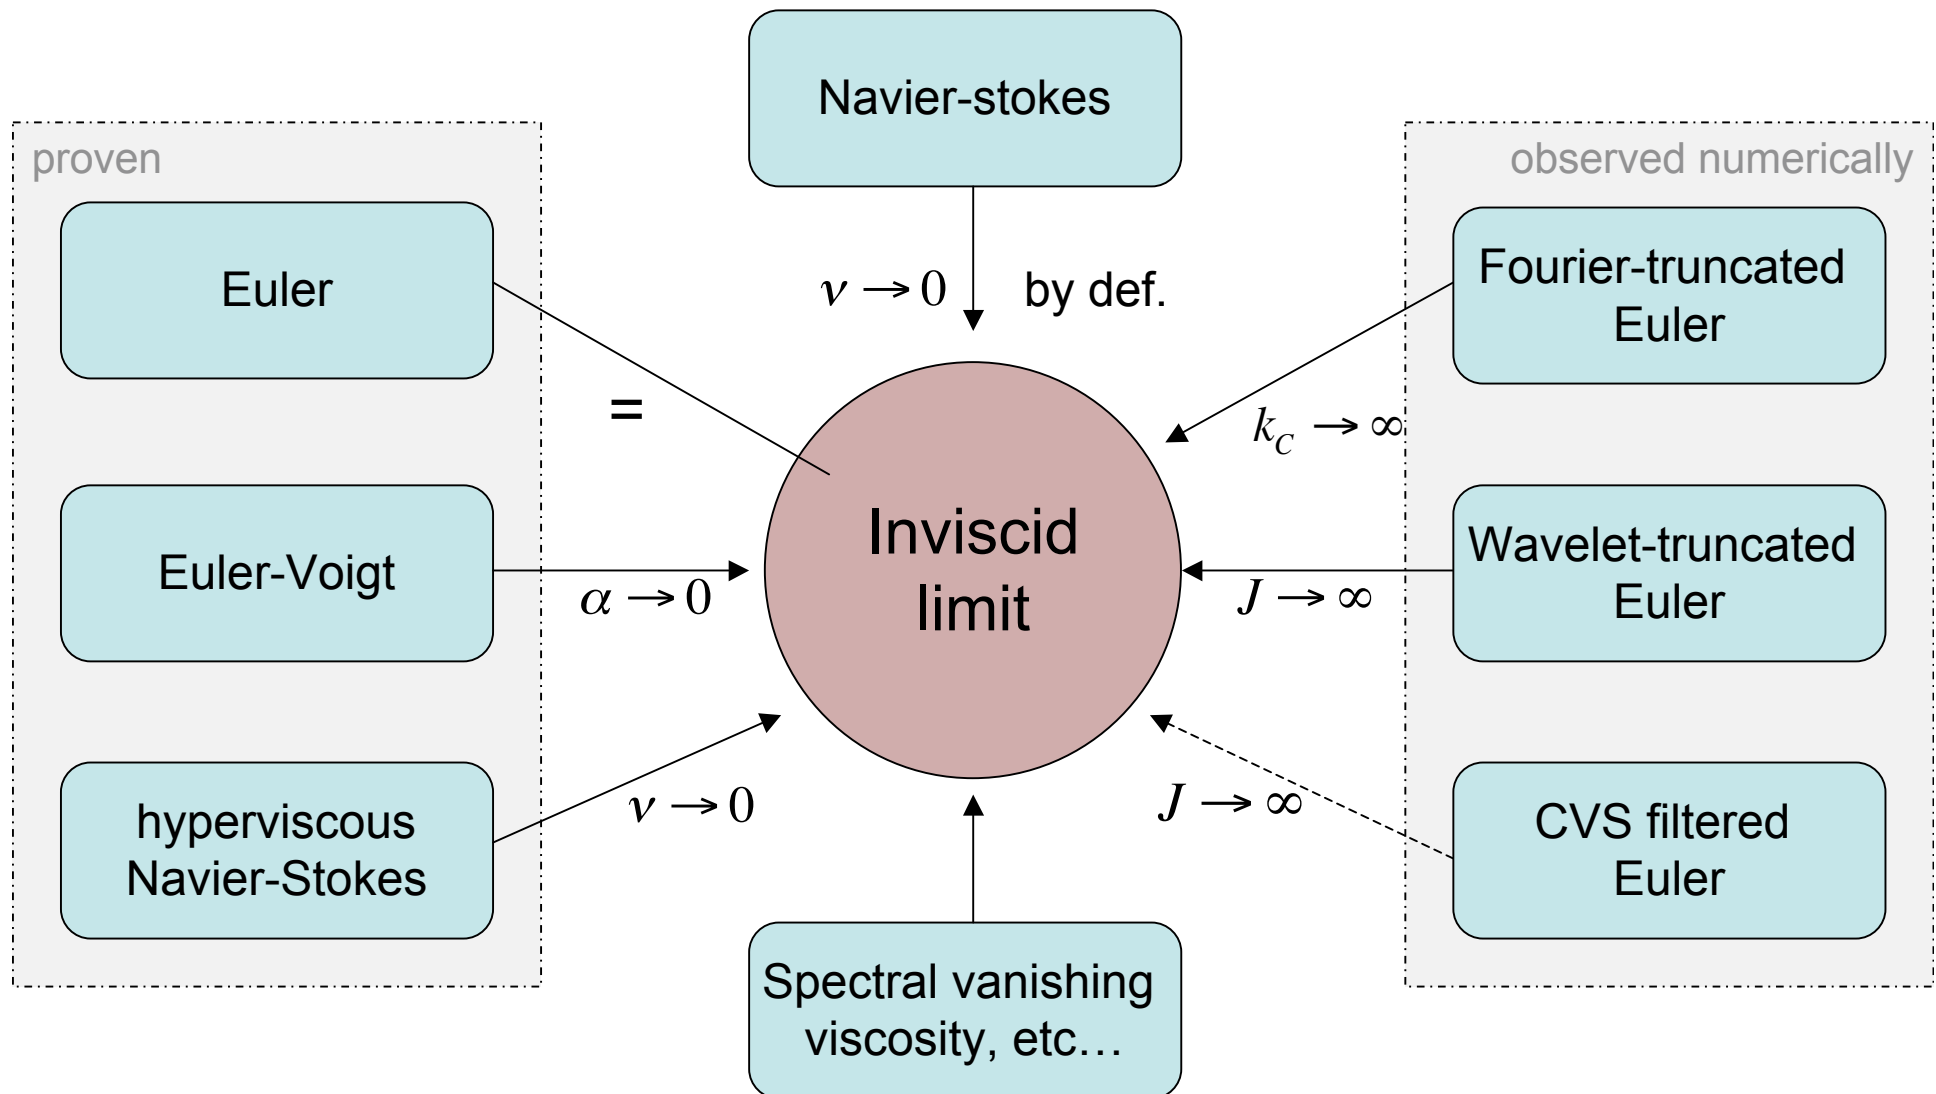 Navier-stokes
proven
observed numerically
Euler
ν → 0
by def.
Fourier-truncated
Euler
=
k_C → ∞
Euler-Voigt
α → 0
Inviscid
limit
Wavelet-truncated
Euler
J → ∞
hyperviscous
Navier-Stokes
ν → 0
J → ∞
CVS filtered
Euler
Spectral vanishing
viscosity, etc…